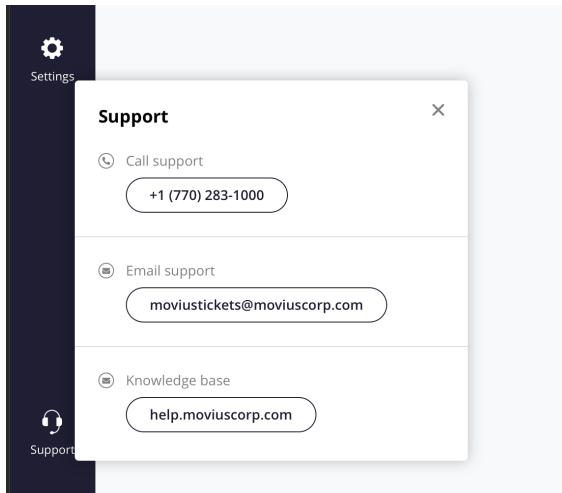 Settings
Support
Call support
+1 (770) 283-1000
Email support
moviustickets@moviuscorp.com
Knowledge base
help.moviuscorp.com
Support